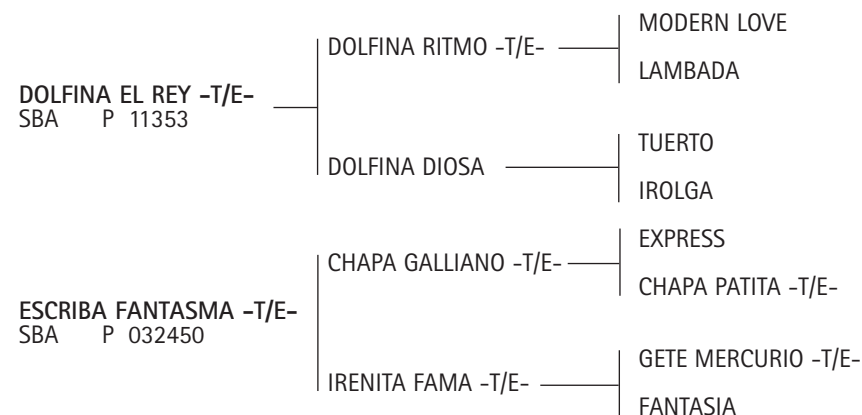 MODERN LOVE
DOLFINA RITMO -T/E-
LAMBADA
DOLFINA EL REY -T/E-
SBA P 11353
TUERTO
DOLFINA DIOSA
IROLGA
EXPRESS
CHAPA GALLIANO -T/E-
CHAPA PATITA -T/E-
ESCRIBA FANTASMA -T/E-
SBA P 032450
GETE MERCURIO -T/E-
IRENITA FAMA -T/E-
FANTASIA